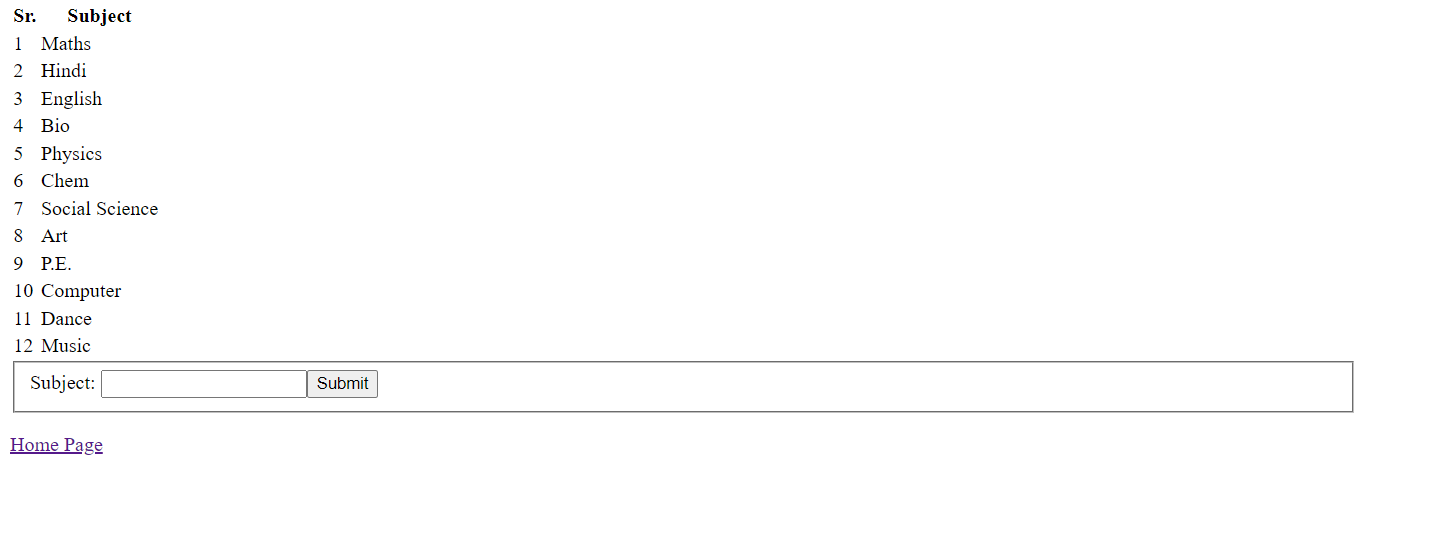 Sr. Subject
1 Maths
2 Hindi
3 English
4 Bio
5 Physics
6 Chem
7 Social Science
8 Art
9 P.E.
10 Computer
11 Dance
12 Music
Subject: Submit
Home Page